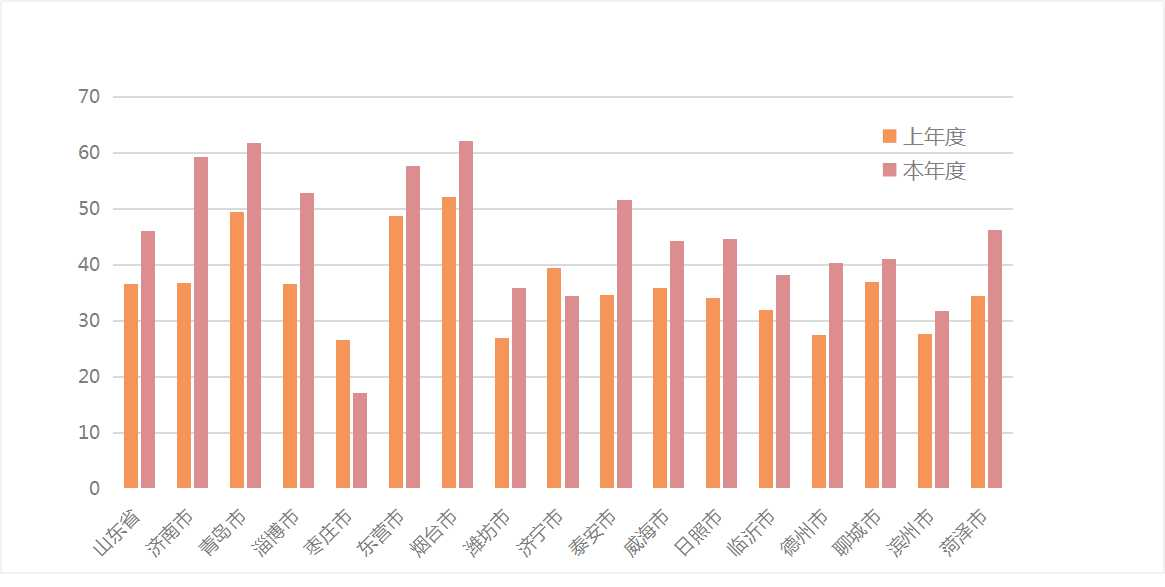 70
60
50
40
30
20
10
0
上年度
本年度
山东省
济南市
青岛市
淄博市
枣庄市
东营市
烟台市
潍坊市
济宁市
泰安市
威海市
日照市
临沂市
德州市
聊城市
滨州市
菏泽市